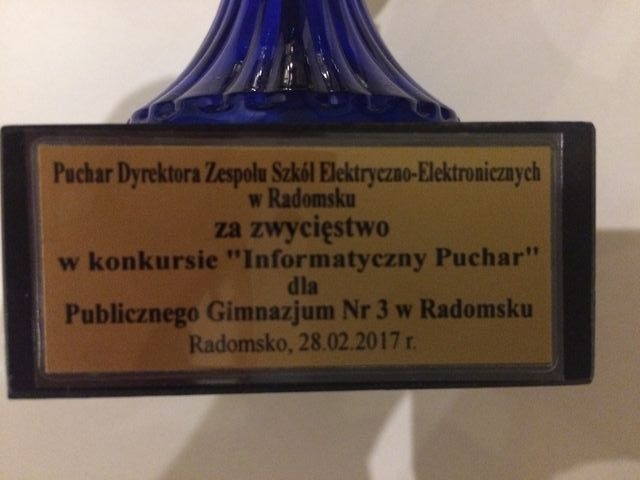 Puchar Dyrektora Zespołu Szkół Elektryczno-Elektronicznych
w Radomsku
za zwycięstwo
w konkursie "Informatyczny Puchar"
dla
Publicznego Gimnazjum Nr 3 w Radomsku
Radomsko, 28.02.2017 r.